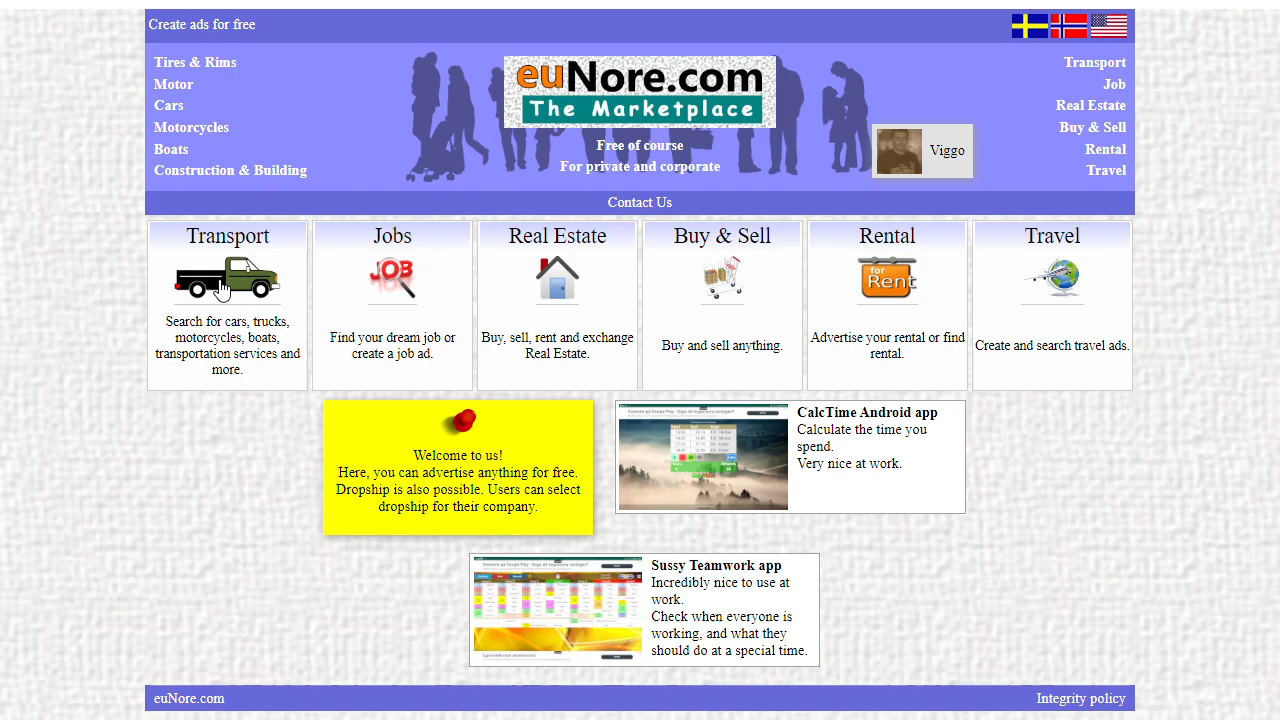 Create ads for free
Tires & Rims
Motor
Cars
Motorcycles
Boats
Construction & Building
euNore.com
The Marketplace
Free of course
For private and corporate
Viggo
Transport
Job
Real Estate
Buy & Sell
Rental
Travel
Contact Us
Transport
Search for cars, trucks,
motorcycles, boats,
transportation services and
more.
Jobs
JOB
Find your dream job or
create a job ad.
Real Estate
Buy, sell, rent and exchange
Real Estate.
Buy & Sell
Buy and sell anything.
Rental
for
Rent
Advertise your rental or find
rental.
Travel
Create and search travel ads.
Welcome to us!
Here, you can advertise anything for free.
Dropship is also possible. Users can select
dropship for their company.
CalcTime Android app
Calculate the time you
spend.
Very nice at work.
Sussy Teamwork app
Incredibly nice to use at
work.
Check when everyone is
working, and what they
should do at a special time.
euNore.com
Integrity policy